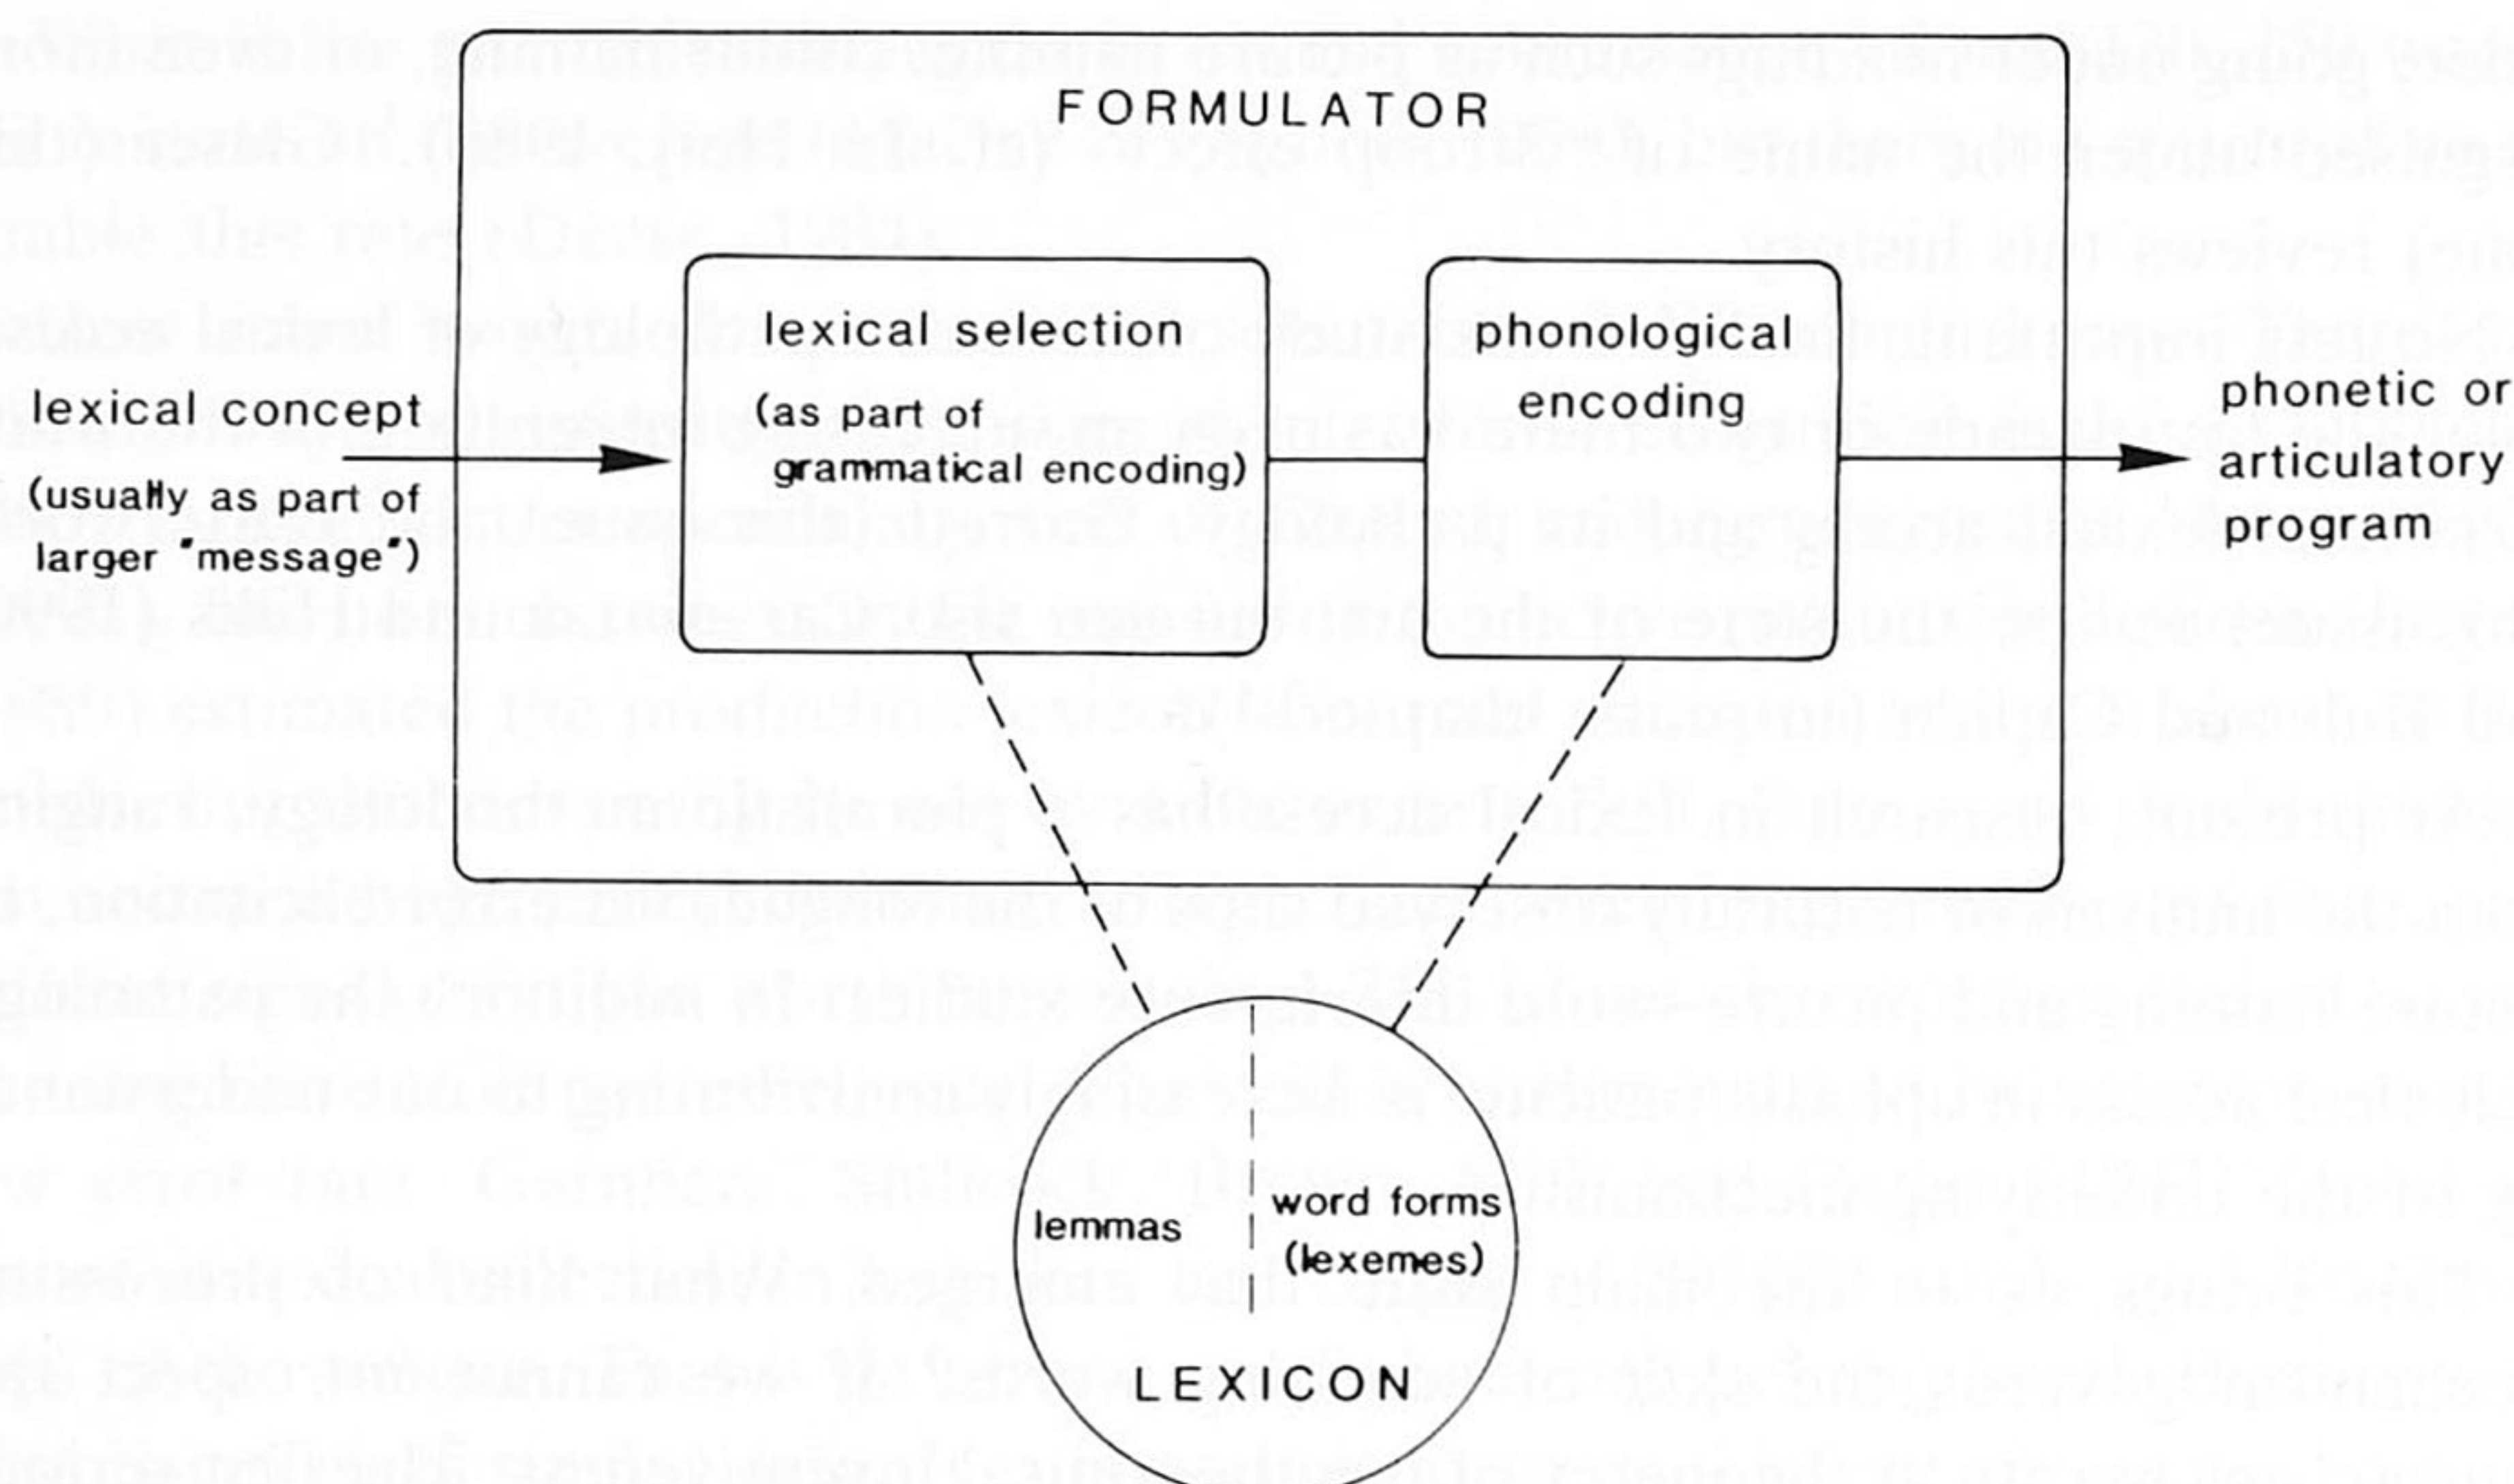 FORMULATOR
lexical concept
(usually as part of
larger "message")
lexical selection
(as part of
grammatical encoding)
phonological
encoding
phonetic or
articulatory
program
lemmas
word forms
(lexemes)
LEXICON